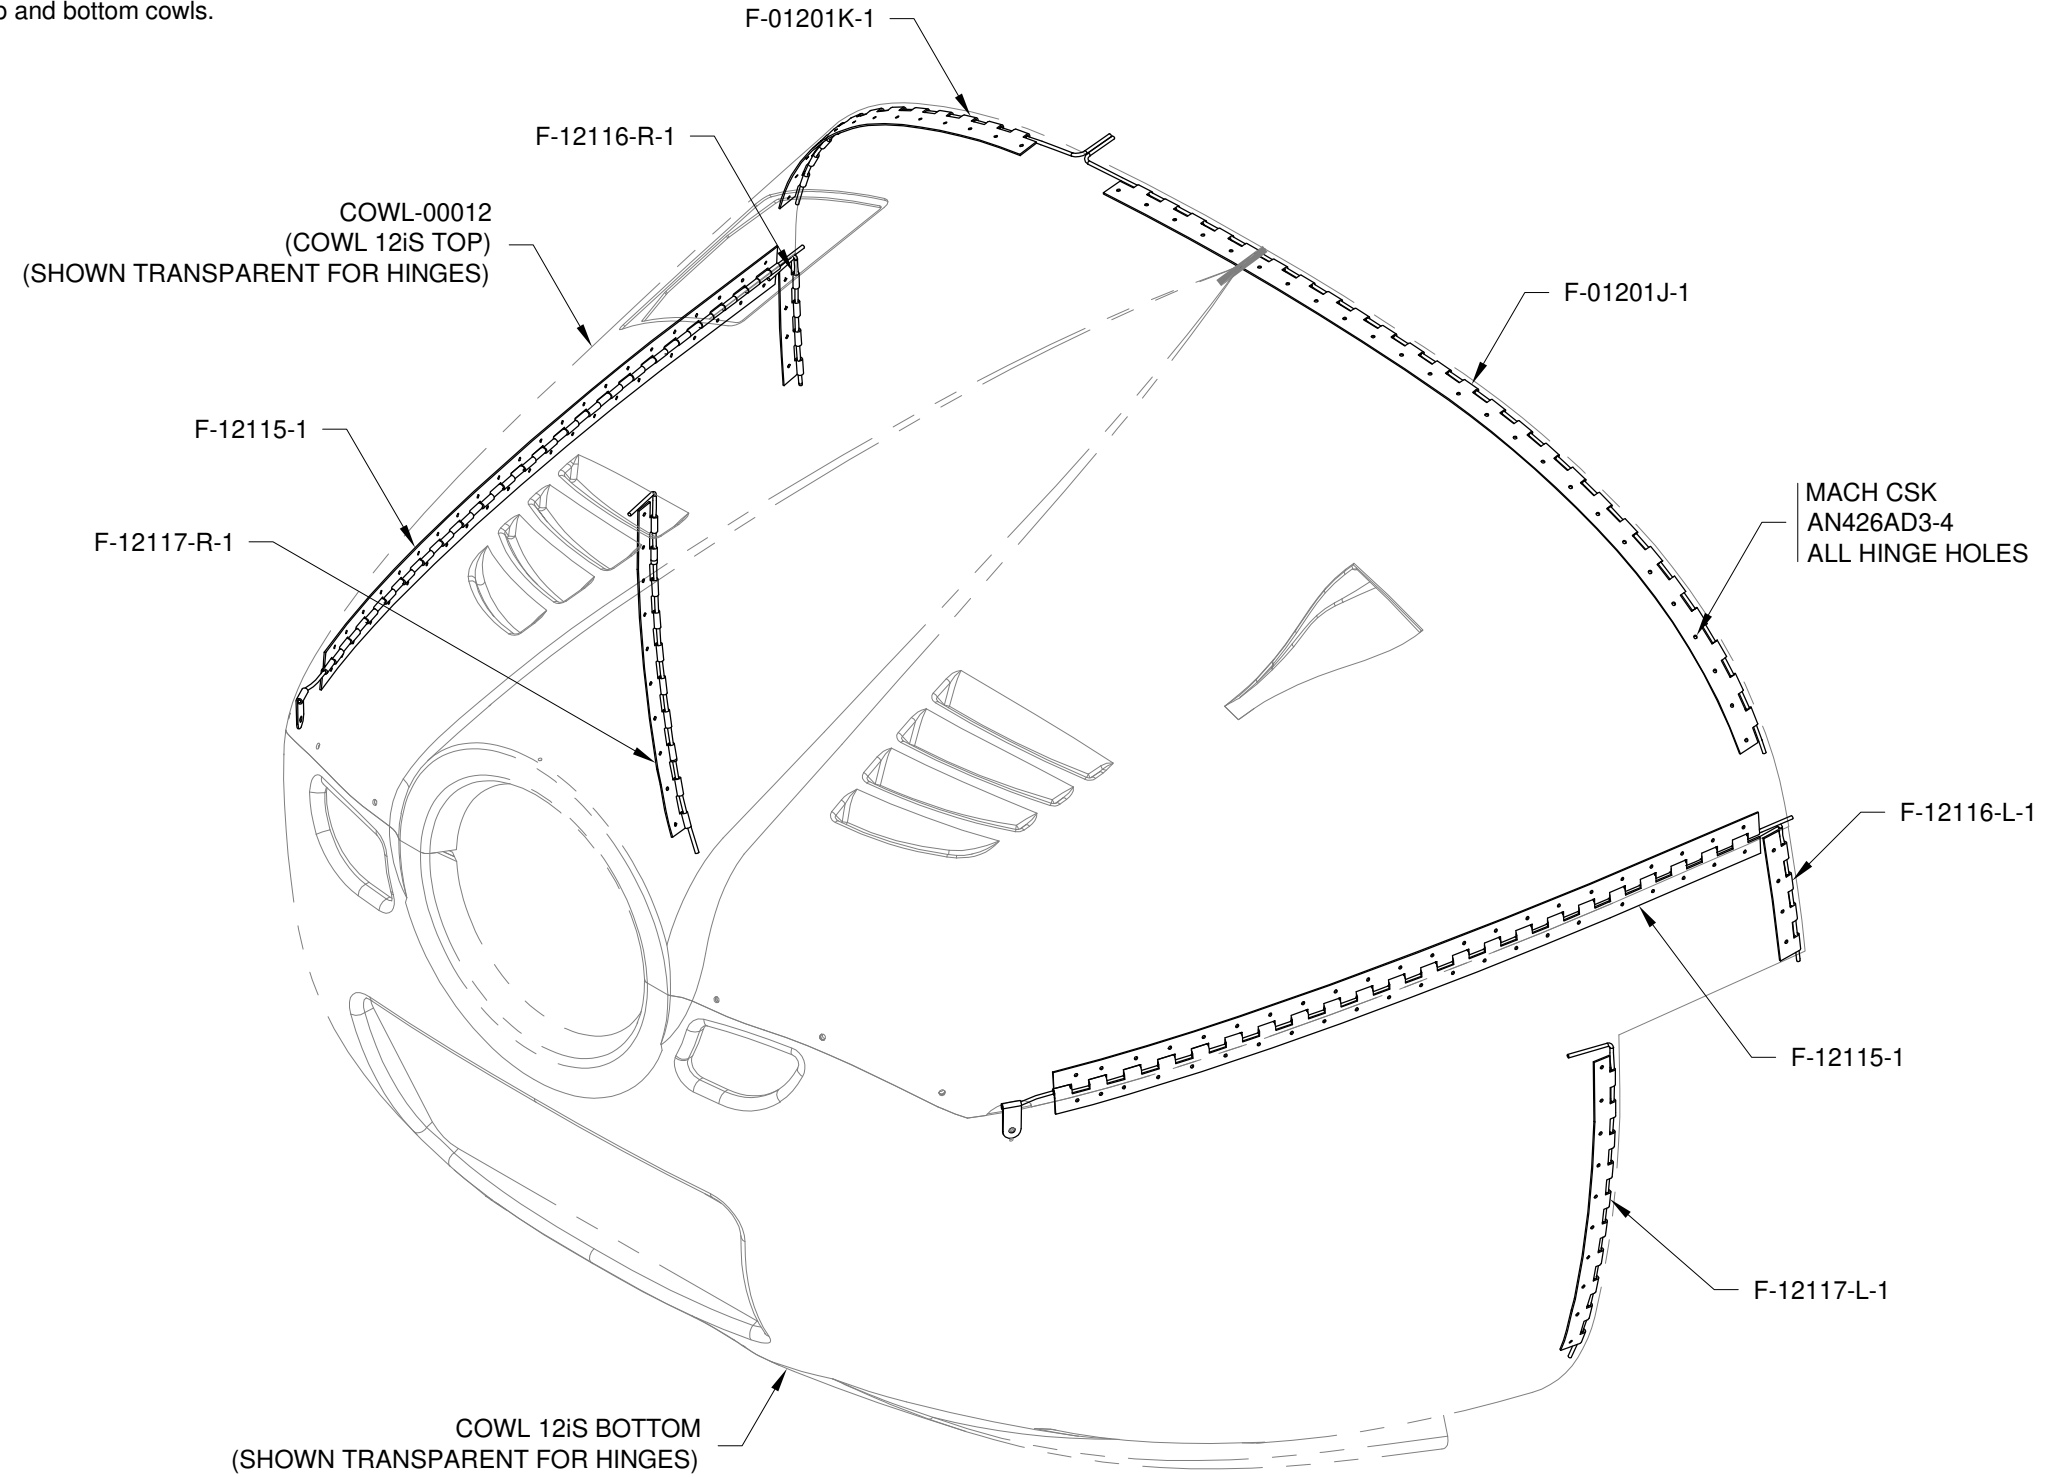 and bottom cowls.
F-01201K-1
F-12116-R-1
COWL-00012
(COWL 12iS TOP)
(SHOWN TRANSPARENT FOR HINGES)
F-01201J-1
F-12115-1
MACH CSK
AN426AD3-4
ALL HINGE HOLES
F-12117-R-1
F-12116-L-1
F-12115-1
F-12117-L-1
COWL 12iS BOTTOM
(SHOWN TRANSPARENT FOR HINGES)